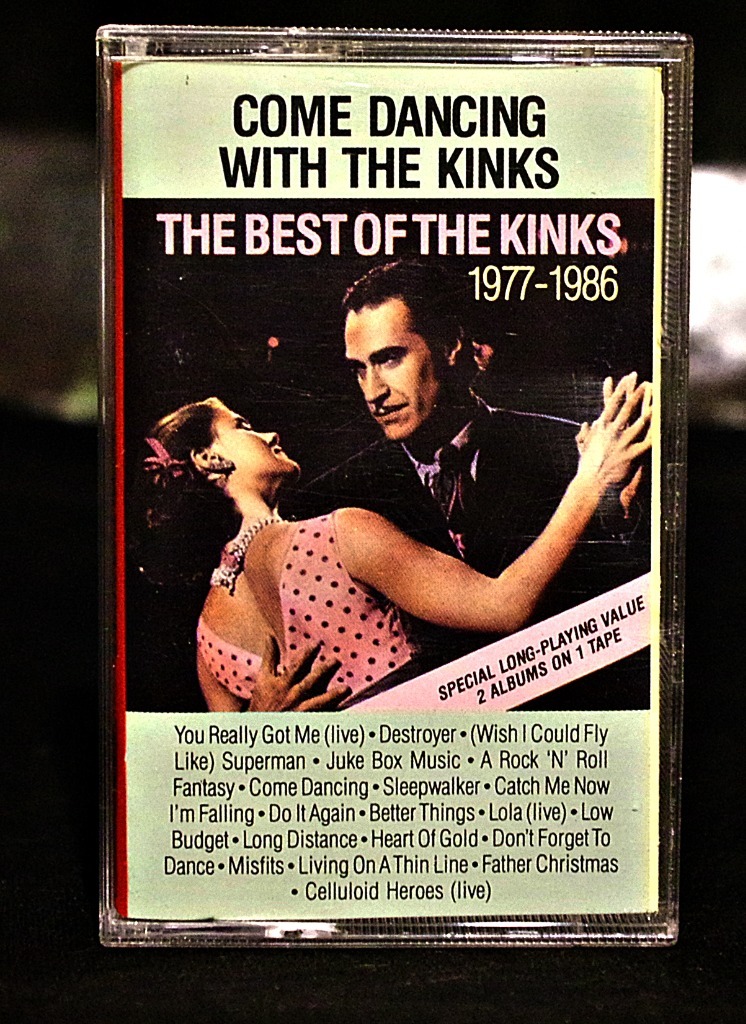 COME DANCING
WITH THE KINKS
THE BEST OF THE KINKS
1977-1986
SPECIAL LONG-PLAYING VALUE
2 ALBUMS ON 1 TAPE
You Really Got Me (live) • Destroyer • (Wish I Could Fly
Like) Superman • Juke Box Music • A Rock 'N' Roll
Fantasy • Come Dancing • Sleepwalker • Catch Me Now
I'm Falling • Do It Again • Better Things • Lola (live) • Low
Budget • Long Distance • Heart Of Gold • Don't Forget To
Dance • Misfits • Living On A Thin Line • Father Christmas
• Celluloid Heroes (live)